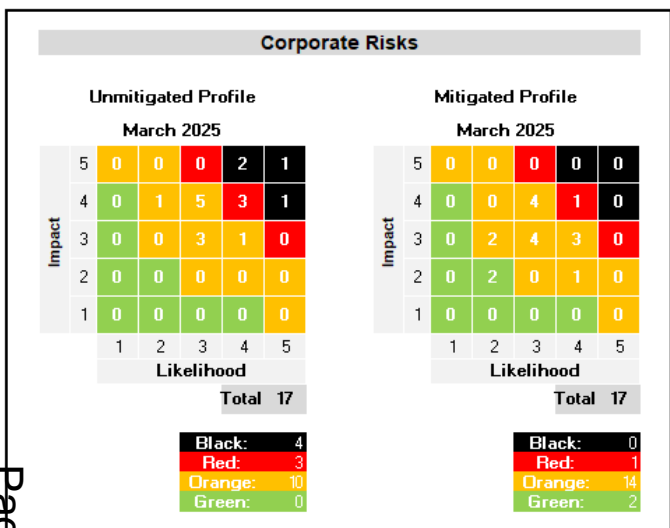 Corporate Risks
Unmitigated Profile
March 2025
Impact
5 0 0 0 2 1
4 0 1 5 3 1
3 0 0 3 1 0
2 0 0 0 0 0
1 0 0 0 0 0
1 2 3 4 5
Likelihood
Total 17
Black: 4
Red: 3
Orange: 10
Green: 0
Mitigated Profile
March 2025
Impact
5 0 0 0 0 0
4 0 0 4 1 0
3 0 2 4 3 0
2 0 2 0 1 0
1 0 0 0 0 0
1 2 3 4 5
Likelihood
Total 17
Black: 0
Red: 1
Orange: 14
Green: 2